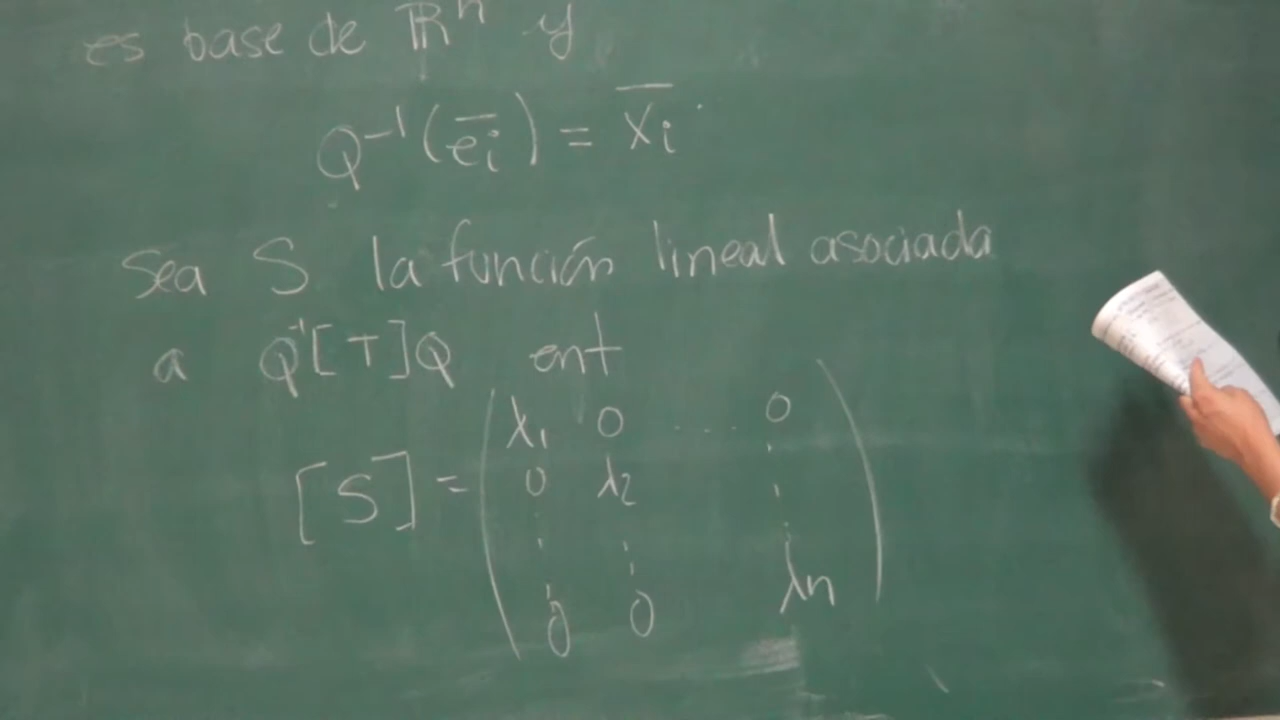 es base de ℝⁿ y
Q⁻¹(e̅ᵢ) = x̅ᵢ.
Sea S la función lineal asociada
a Q⁻¹[T]Q ent
λ₁ 0 .... 0
0 λ₂
[S] =
0 0 λn